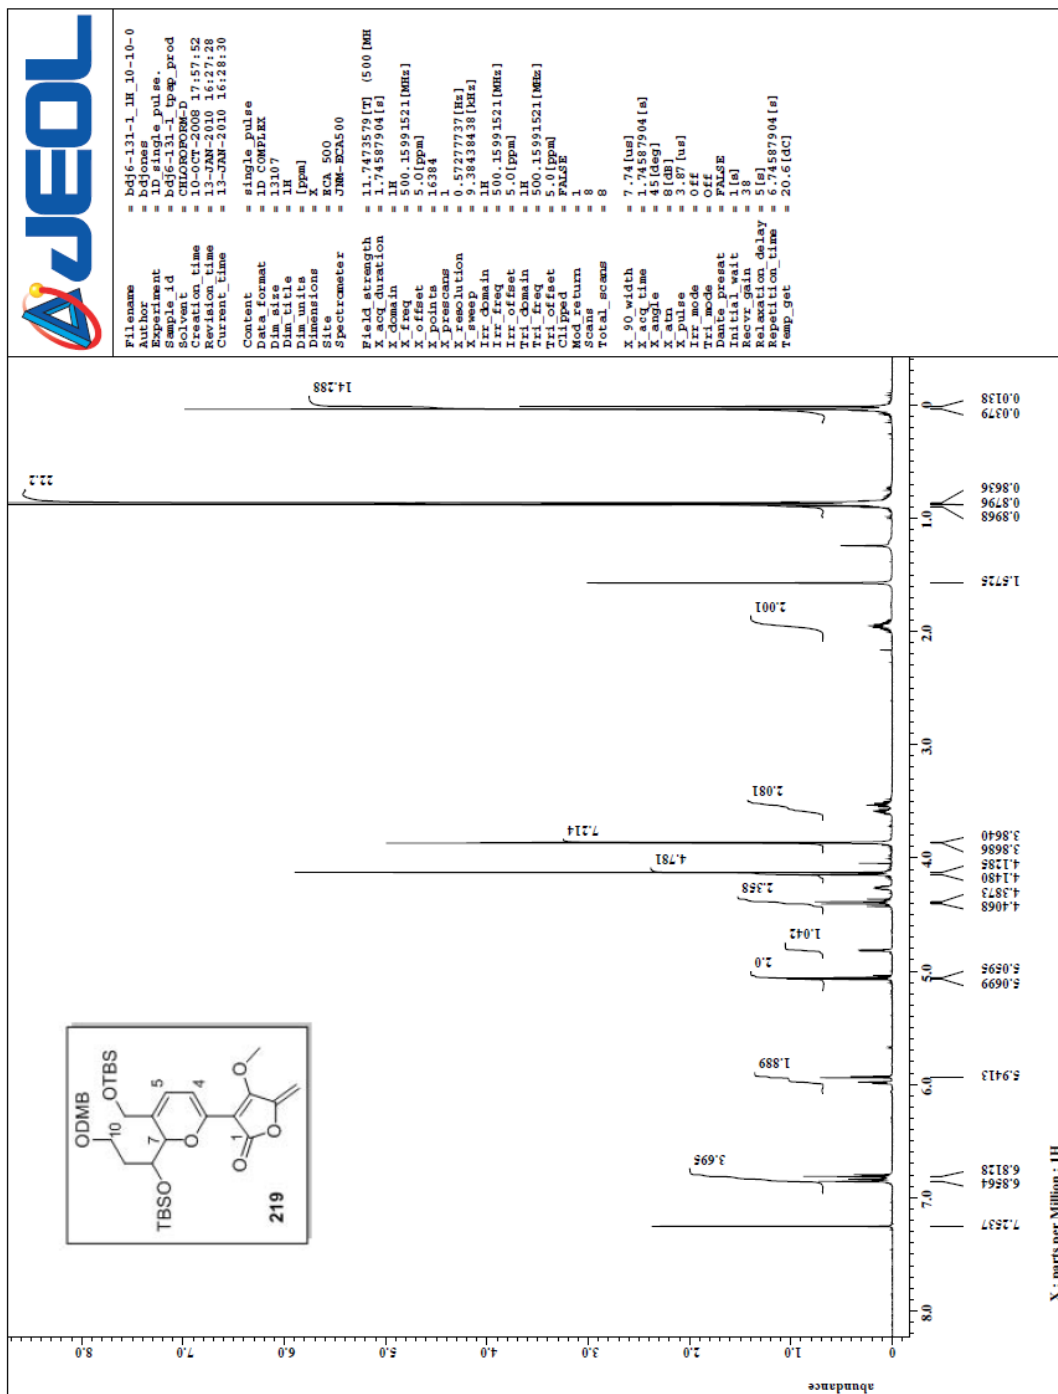 JEOL
Filename = bdj6-131-1_1H_10-10-0
Author = bdjones
Experiment = 1D_single_pulse.
Sample_id = bdj6-131-1_tpap_prod
Solvent = CHLOROFORM-D
Creation_time = 10-OCT-2008 17:57:52
Revision_time = 13-JAN-2010 16:27:28
Current_time = 13-JAN-2010 16:28:30
Content = single_pulse
Data_format = 1D COMPLEX
Dim_size = 13107
Dim_title = 1H
Dim_units = [ppm]
Dimensions = X
Site = ECA 500
Spectrometer = JNM-ECA500
Field_strength = 11.7473579[T] (500[MH
X_acq_duration = 1.74587904[s]
X_domain = 1H
X_freq = 500.15991521[MHz]
X_offset = 5.0[ppm]
X_points = 16384
X_prescans = 1
X_resolution = 0.57277737[Hz]
X_sweep = 9.38438438[kHz]
Irr_domain = 1H
Irr_freq = 500.15991521[MHz]
Irr_offset = 5.0[ppm]
Tri_domain = 1H
Tri_freq = 500.15991521[MHz]
Tri_offset = 5.0[ppm]
Clipped = FALSE
Mod_return = 1
Scans = 8
Total_scans = 8
X_90_width = 7.74[us]
X_acq_time = 1.74587904[s]
X_angle = 45[deg]
X_atn = 8[dB]
X_pulse = 3.87[us]
Irr_mode = Off
Tri_mode = Off
Dante_presat = FALSE
Initial_wait = 1[s]
Recvr_gain = 38
Relaxation_delay = 5[s]
Repetition_time = 6.74587904[s]
Temp_get = 20.6[dC]
ODMB
10
OTBS
5
4
7
O
TBSO
O
1
O
O
219
3.695
1.889
2.0
1.042
2.358
4.781
7.214
2.081
2.001
22.2
14.288
abundance
8.0
7.0
6.0
5.0
4.0
3.0
2.0
1.0
0
8.0
7.0
6.0
5.0
4.0
3.0
2.0
1.0
0
7.2537
6.8564
6.8128
5.9413
5.0699
5.0595
4.4068
4.3873
4.1480
4.1285
3.8686
3.8640
1.5725
0.8968
0.8796
0.8636
0.0379
0.0138
X : parts per Million : 1H